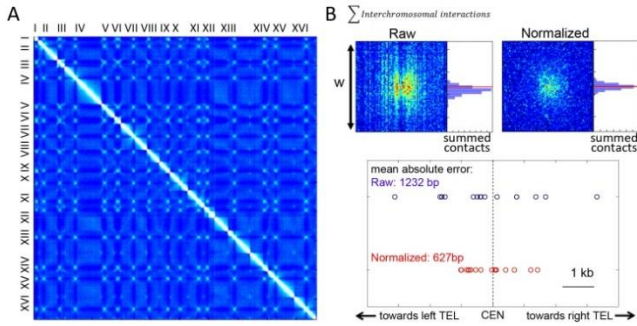 A
I II III IV V VI VII VIII IX X XI XII XIII XIV XV XVI
I
II
III
IV
V
VI
VII
VIII
IX
X
XI
XII
XIII
XIV
XV
XVI
B
∑ Interchromosomal interactions
Raw Normalized
W
summed contacts summed contacts
mean absolute error:
Raw: 1232 bp
Normalized: 627bp
1 kb
towards left TEL CEN towards right TEL